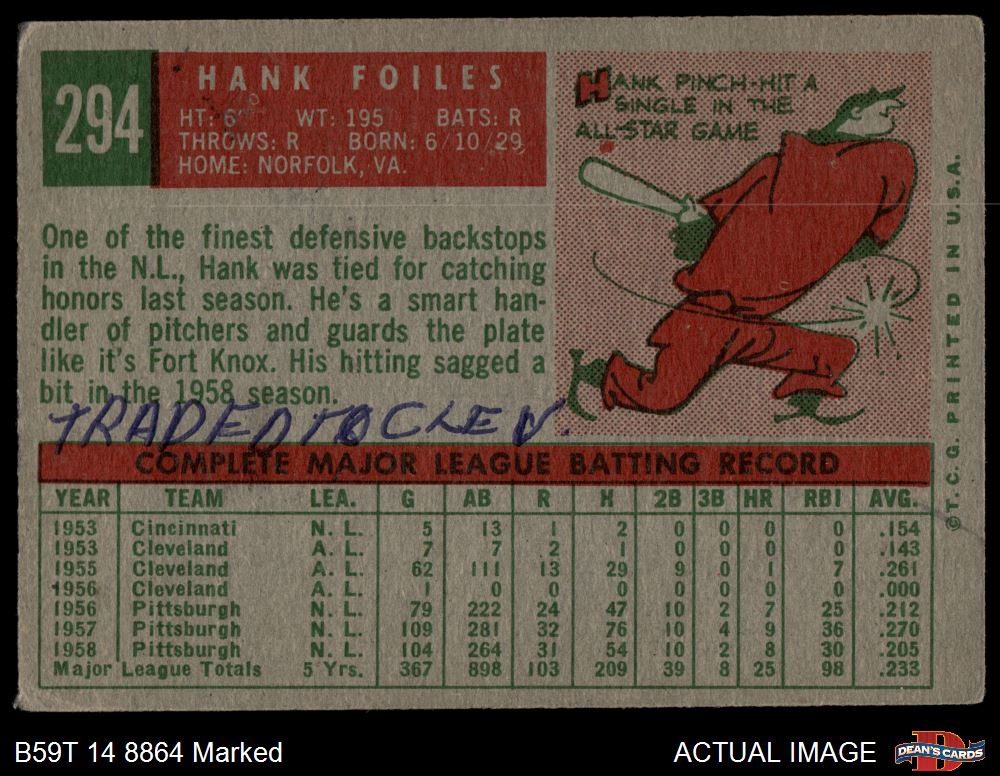 294
HANK FOILES
HT: 6' WT: 195 BATS: R
THROWS: R BORN: 6/10/29
HOME: NORFOLK, VA.
HANK PINCH-HIT A
SINGLE IN THE
ALL-STAR GAME
One of the finest defensive backstops
in the N.L., Hank was tied for catching
honors last season. He's a smart han-
dler of pitchers and guards the plate
like it's Fort Knox. His hitting sagged a
bit in the 1958 season.
TRADED TO CLEV.
COMPLETE MAJOR LEAGUE BATTING RECORD
YEAR TEAM LEA. G AB R H 2B 3B HR RBI AVG.
1953 Cincinnati N. L. 5 13 1 2 0 0 0 0 .154
1953 Cleveland A. L. 7 7 2 1 0 0 0 0 .143
1955 Cleveland A. L. 62 111 13 29 9 0 1 7 .261
1956 Cleveland A. L. 1 0 0 0 0 0 0 0 .000
1956 Pittsburgh N. L. 79 222 24 47 10 2 7 25 .212
1957 Pittsburgh N. L. 109 281 32 76 10 4 9 36 .270
1958 Pittsburgh N. L. 104 264 31 54 10 2 8 30 .205
Major League Totals 5 Yrs. 367 898 103 209 39 8 25 98 .233
©T. C. G. PRINTED IN U.S.A.
B59T 14 8864 Marked
ACTUAL IMAGE
D
DEAN'S CARDS